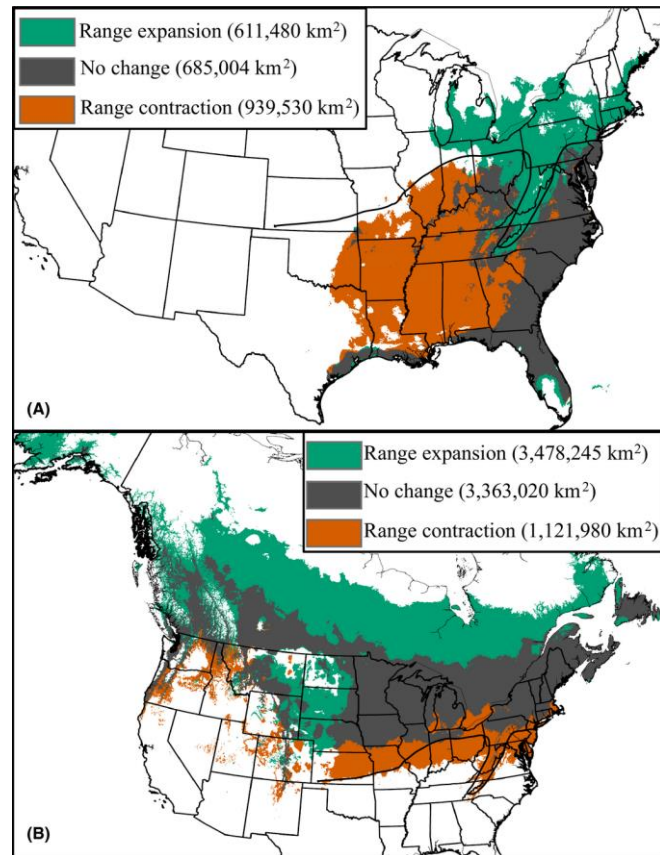 Range expansion (611,480 km²)
No change (685,004 km²)
Range contraction (939,530 km²)
(A)
Range expansion (3,478,245 km²)
No change (3,363,020 km²)
Range contraction (1,121,980 km²)
(B)